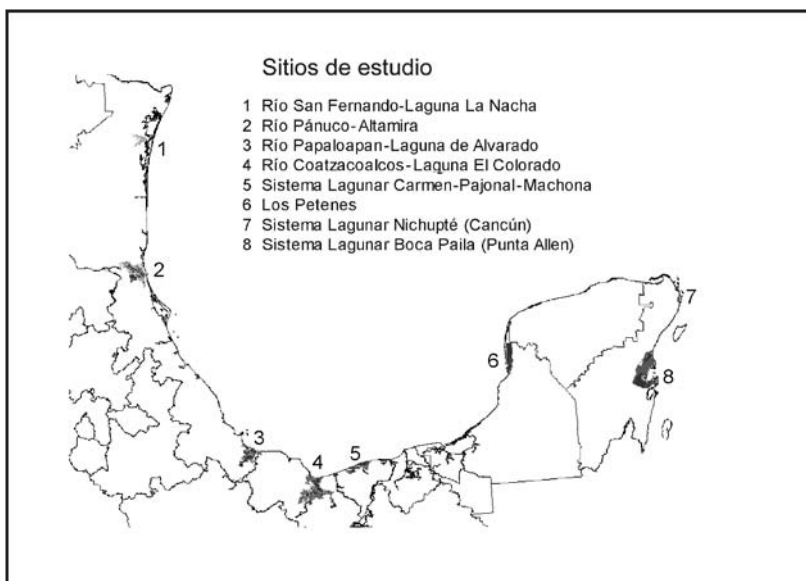 Sitios de estudio
1 Río San Fernando-Laguna La Nacha
2 Río Pánuco-Altamira
3 Río Papaloapan-Laguna de Alvarado
4 Río Coatzacoalcos-Laguna El Colorado
5 Sistema Lagunar Carmen-Pajonal-Machona
6 Los Petenes
7 Sistema Lagunar Nichupté (Cancún)
8 Sistema Lagunar Boca Paila (Punta Allen)
1
2
3
4
5
6
7
8